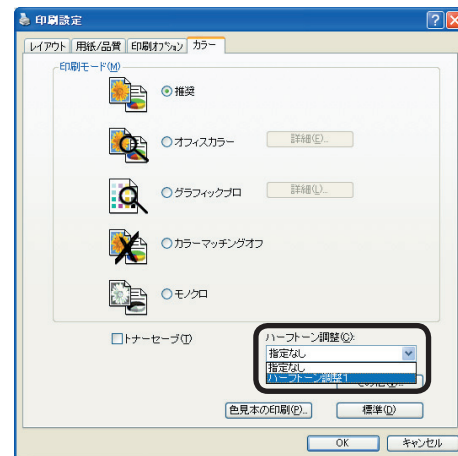 印刷設定
レイアウト 用紙/品質 印刷ｵﾌﾟｼｮﾝ カラー
印刷モード(M)
推奨
オフィスカラー 詳細(E)...
グラフィックプロ 詳細(L)...
カラーマッチングオフ
モノクロ
トナーセーブ(T)
ハーフトーン調整(C):
指定なし
指定なし
ハーフトーン調整1
色見本の印刷(P)... 標準(D)
OK キャンセル